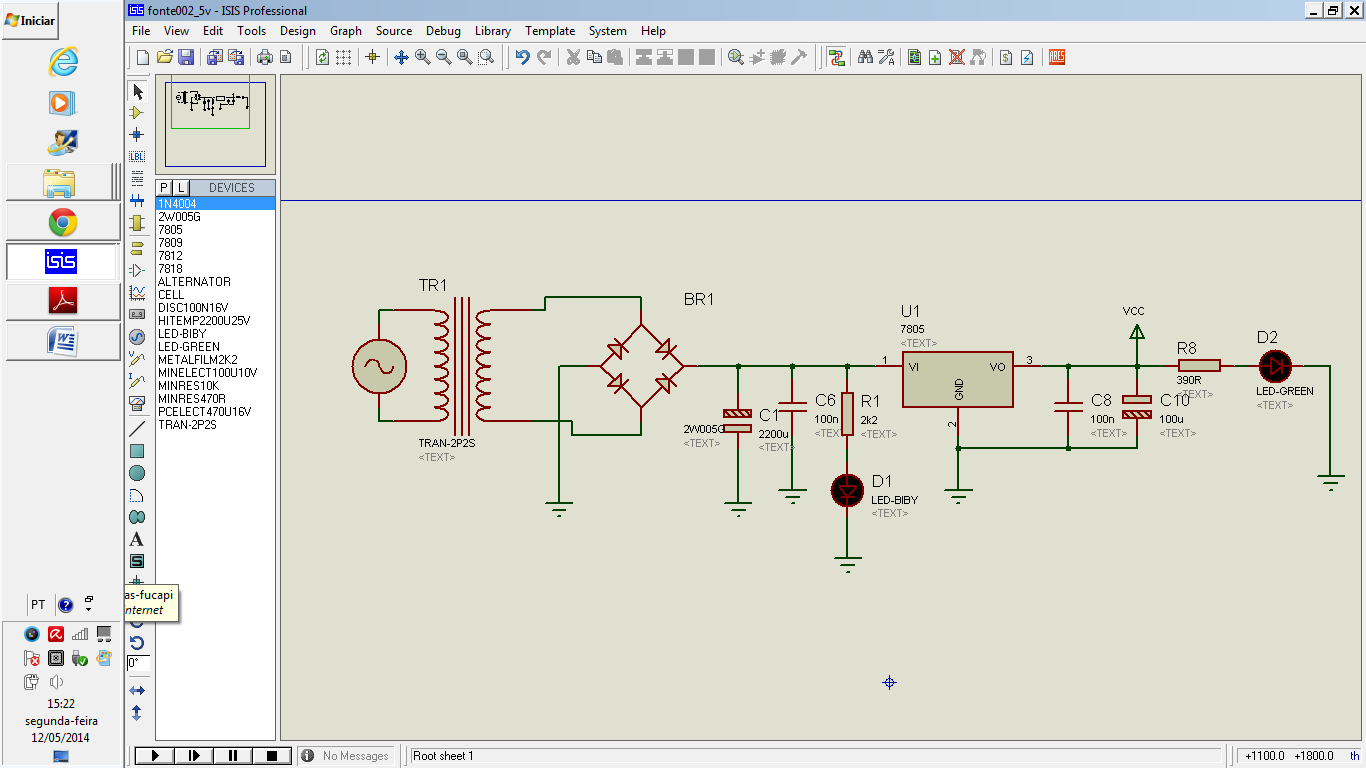 Iniciar
fonte002_5v - ISIS Professional
File View Edit Tools Design Graph Source Debug Library Template System Help
isis
ARES
LBL
P L DEVICES
1N4004
2W005G
7805
7809
7812
7818
ALTERNATOR
CELL
DISC100N16V
HITEMP2200U25V
LED-BIBY
LED-GREEN
METALFILM2K2
MINELECT100U10V
MINRES10K
MINRES470R
PCELECT470U16V
TRAN-2P2S
TR1
TRAN-2P2S
<TEXT>
BR1
2W005G
<TEXT>
C1
2200u
<TEXT>
C6
100n
<TEXT>
R1
2k2
<TEXT>
D1
LED-BIBY
<TEXT>
U1
7805
<TEXT>
1 VI VO 3
GND
2
VCC
C8
100n
<TEXT>
C10
100u
<TEXT>
R8
390R
<TEXT>
D2
LED-GREEN
<TEXT>
A
S
as-fucapi
nternet
PT
0°
15:22
segunda-feira
12/05/2014
No Messages
Root sheet 1
+1100.0 +1800.0 th